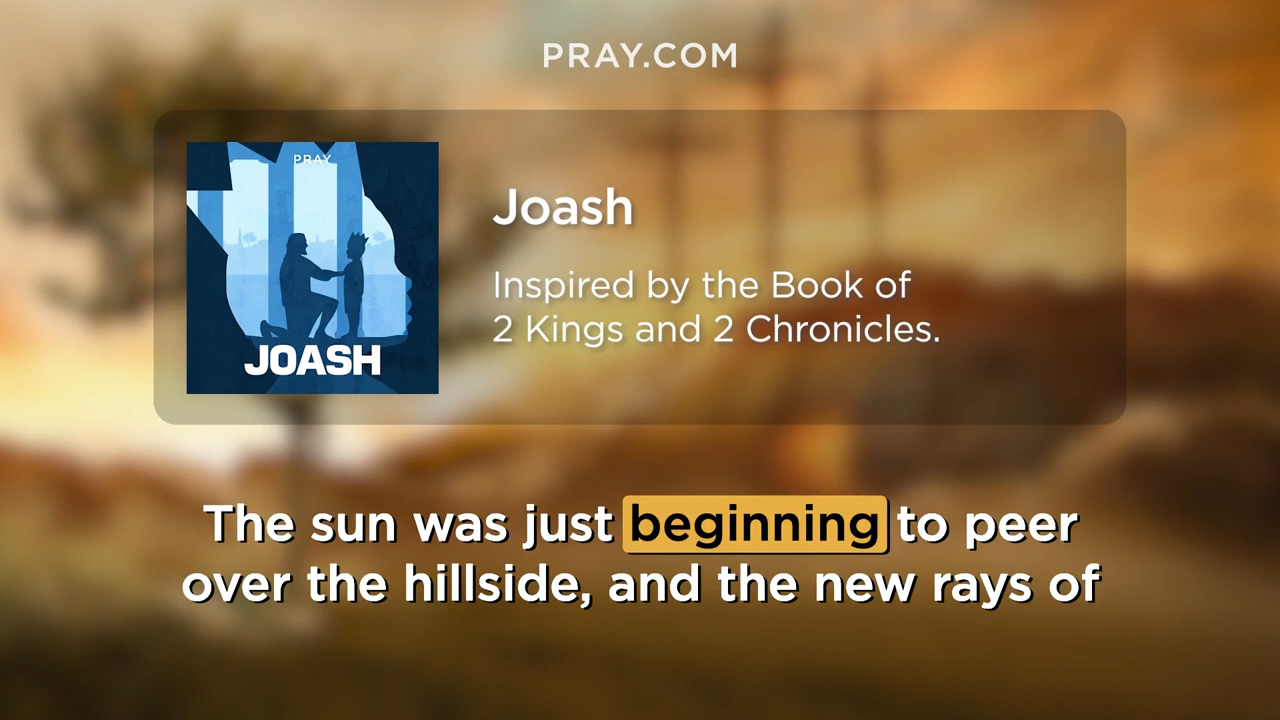 PRAY.COM
PRAY
JOASH
Joash
Inspired by the Book of
2 Kings and 2 Chronicles.
The sun was just beginning to peer
over the hillside, and the new rays of